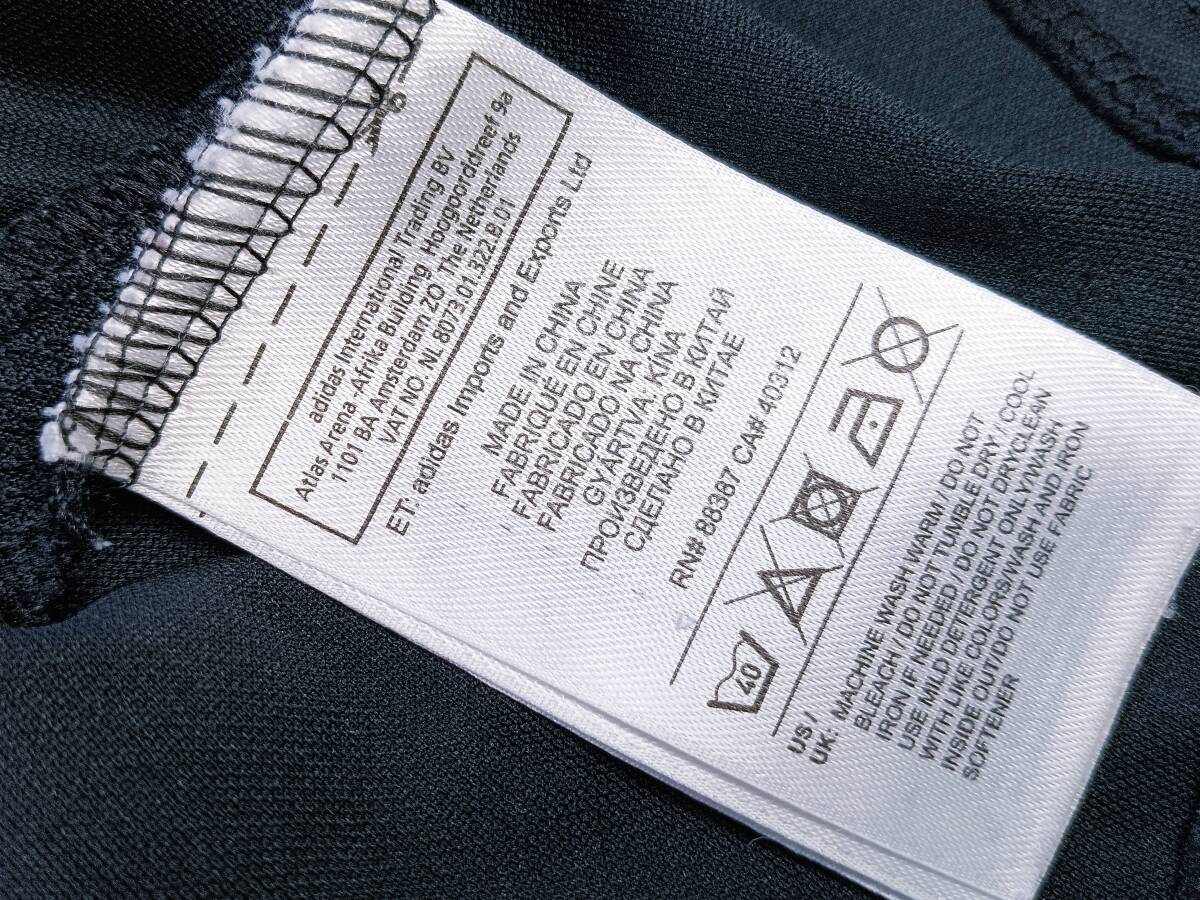 adidas International Trading BV
Atlas Arena -Afrika Building Hoogoorddreef 9a
1101 BA Amsterdam ZO The Netherlands
VAT NO. NL 8073.01.322.B.01
ET: adidas Imports and Exports Ltd
MADE IN CHINA
FABRIQUÉ EN CHINE
FABRICADO EN CHINA
FABRICADO NA CHINA
GYÁRTVA: KÍNA
ПРОИЗВЕДЕНО В КИТАЙ
СДЕЛАНО В КИТАЕ
RN# 88387 CA# 40312
40
US /
UK: MACHINE WASH WARM / DO NOT
BLEACH / DO NOT TUMBLE DRY / COOL
IRON IF NEEDED / DO NOT DRYCLEAN
USE MILD DETERGENT ONLY/WASH
WITH LIKE COLORS/WASH AND IRON
INSIDE OUT/DO NOT USE FABRIC
SOFTENER